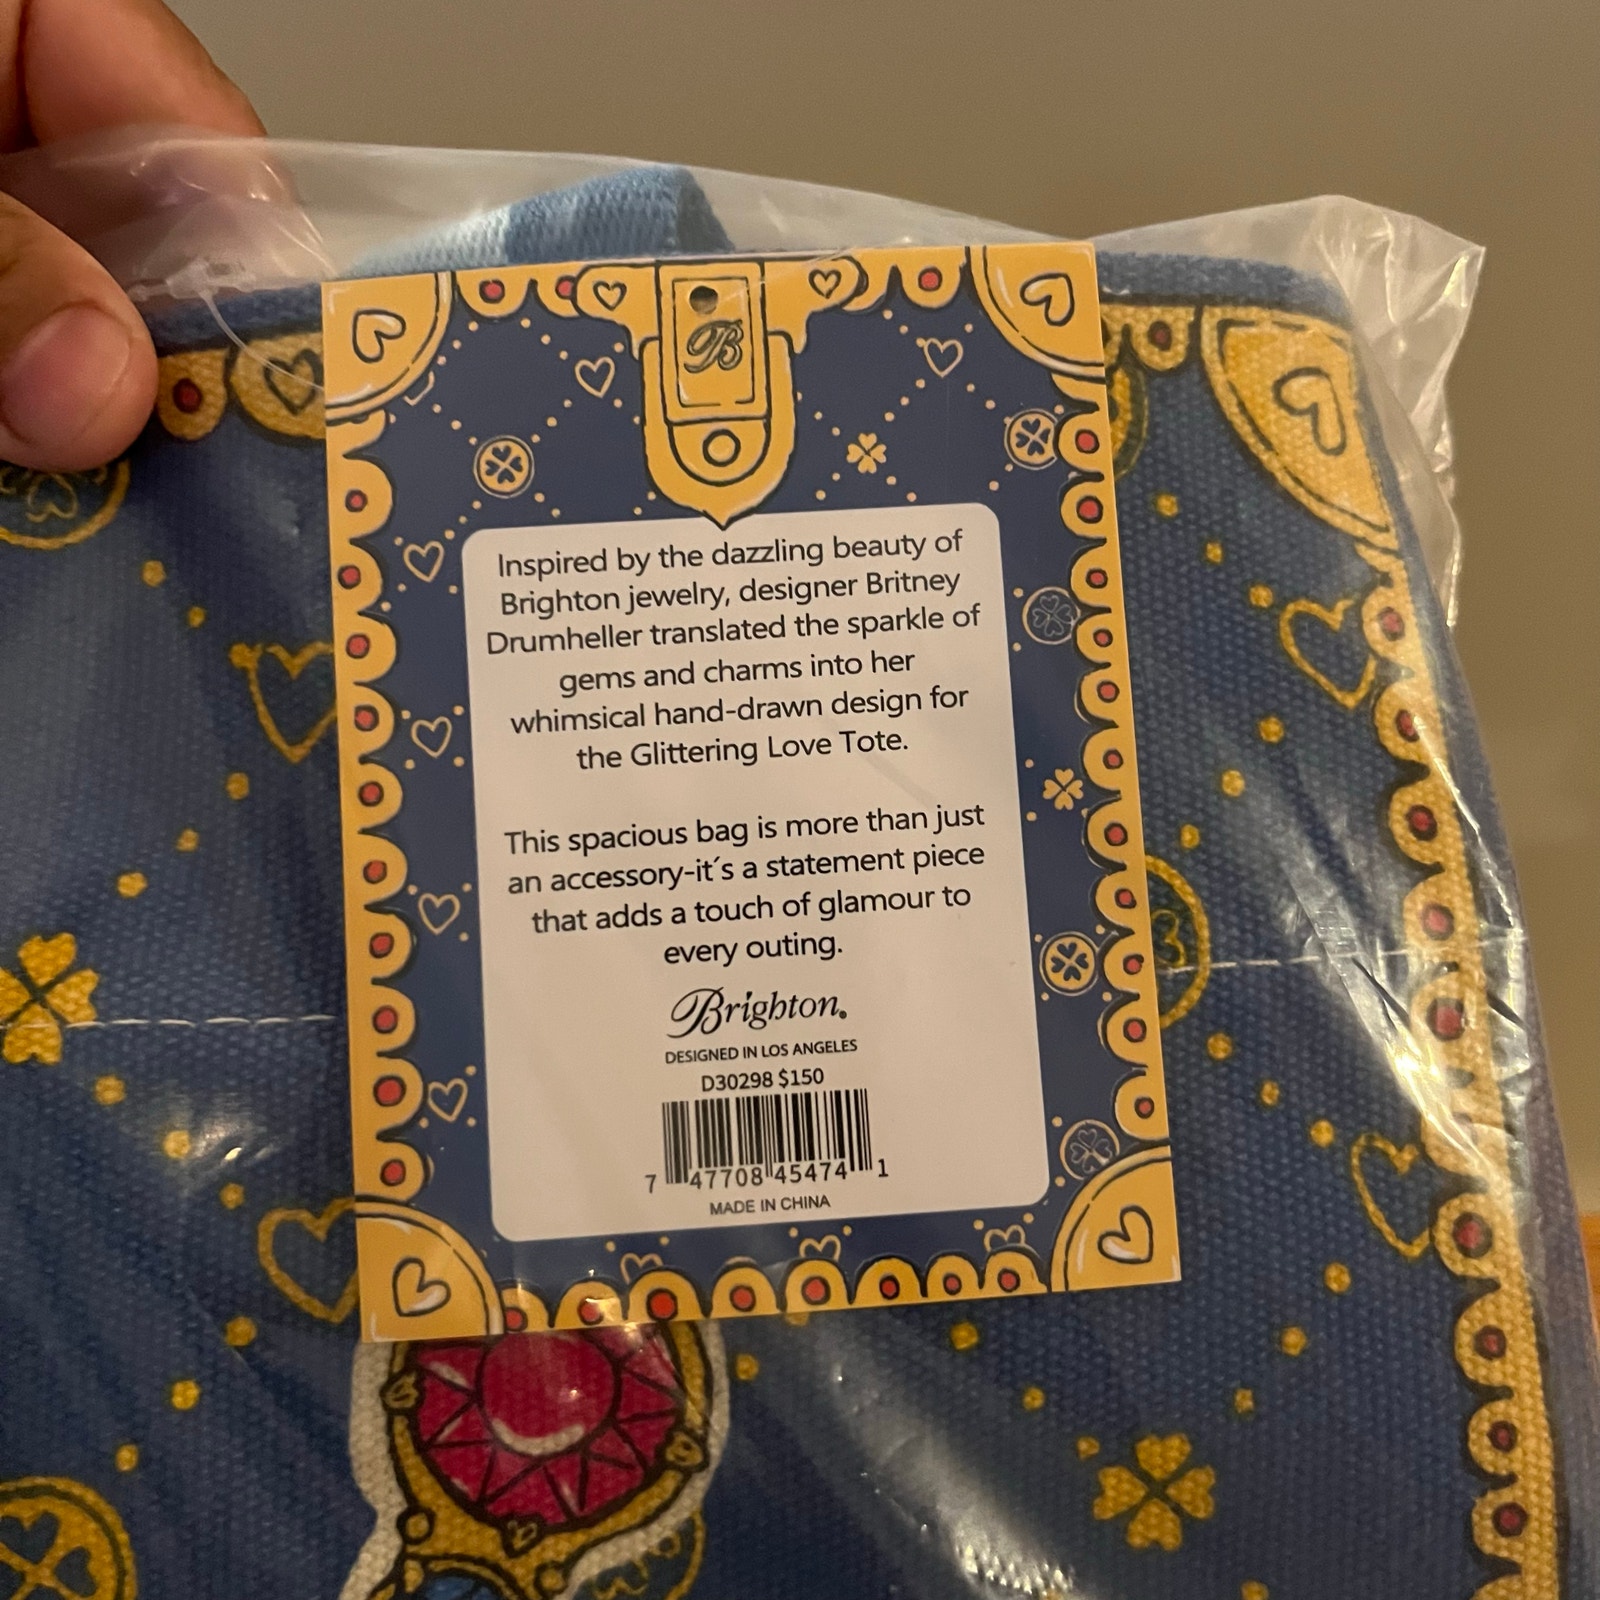 B
Inspired by the dazzling beauty of
Brighton jewelry, designer Britney
Drumheller translated the sparkle of
gems and charms into her
whimsical hand-drawn design for
the Glittering Love Tote.
This spacious bag is more than just
an accessory-it´s a statement piece
that adds a touch of glamour to
every outing.
Brighton.
DESIGNED IN LOS ANGELES
D30298 $150
7 47708 45474 1
MADE IN CHINA